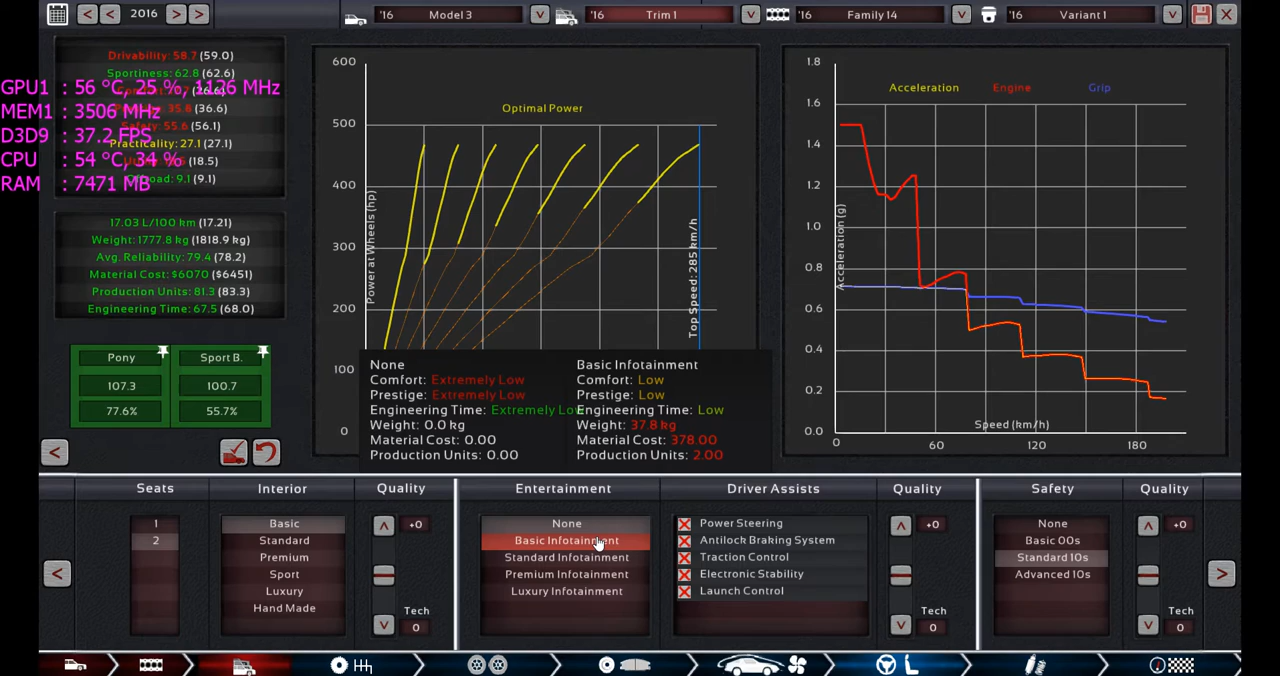 2016
'16 Model 3
'16 Trim 1
'16 Family 14
'16 Variant 1
Drivability: 58.7 (59.0)
Sportiness: 62.8 (62.6)
(36.6)
Safety: 55.6 (56.1)
Practicality: 27.1 (27.1)
(18.5)
Offroad: 9.1 (9.1)
GPU1 : 56 °C, 25 %, 1126 MHz
MEM1 : 3506 MHz
D3D9 : 37.2 FPS
CPU : 54 °C, 34 %
RAM : 7471 MB
17.03 L/100 km (17.21)
Weight: 1777.8 kg (1818.9 kg)
Avg. Reliability: 79.4 (78.2)
Material Cost: $6070 ($6451)
Production Units: 81.3 (83.3)
Engineering Time: 67.5 (68.0)
Pony
107.3
77.6%
Sport B.
100.7
55.7%
Optimal Power
600
500
400
300
200
100
0
Power at Wheels (hp)
Top Speed: 285 km/h
Acceleration
Engine
Grip
1.8
1.6
1.4
1.2
1.0
0.8
0.6
0.4
0.2
0.0
Acceleration (g)
0
60
120
180
Speed (km/h)
None
Comfort: Extremely Low
Prestige: Extremely Low
Engineering Time: Extremely Low
Weight: 0.0 kg
Material Cost: 0.00
Production Units: 0.00
Basic Infotainment
Comfort: Low
Prestige: Low
Engineering Time: Low
Weight: 37.8 kg
Material Cost: 378.00
Production Units: 2.00
Seats
1
2
Interior
Basic
Standard
Premium
Sport
Luxury
Hand Made
Quality
+0
Tech
0
Entertainment
None
Basic Infotainment
Standard Infotainment
Premium Infotainment
Luxury Infotainment
Driver Assists
Power Steering
Antilock Braking System
Traction Control
Electronic Stability
Launch Control
Quality
+0
Tech
0
Safety
None
Basic 00s
Standard 10s
Advanced 10s
Quality
+0
Tech
0